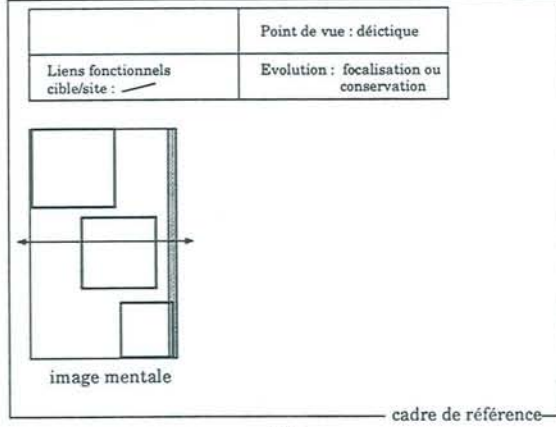 Point de vue : déictique
Liens fonctionnels
cible/site :
Evolution : focalisation ou
conservation
image mentale
cadre de référence